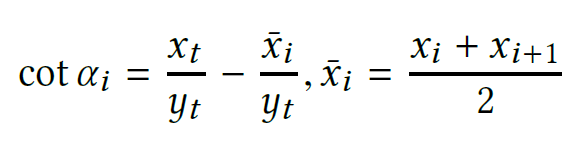 cot α_i = x_t / y_t − x̄_i / y_t , x̄_i = (x_i + x_{i+1}) / 2